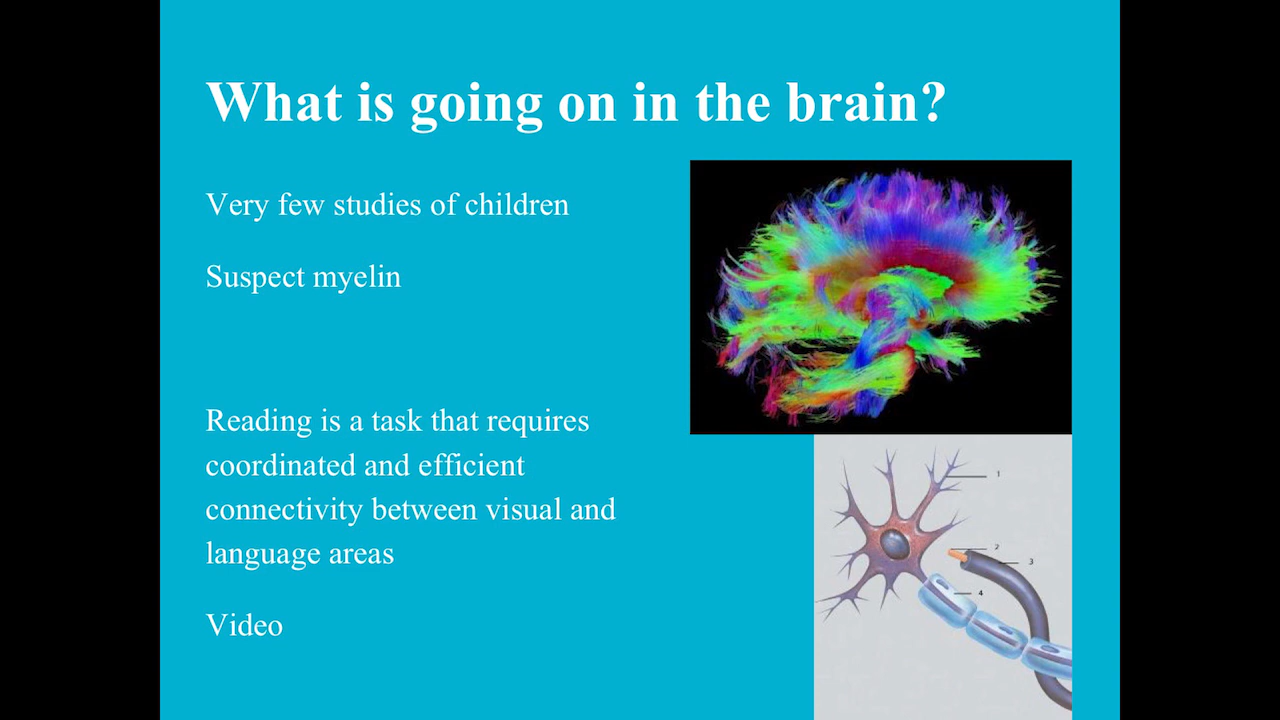 What is going on in the brain?
Very few studies of children
Suspect myelin
Reading is a task that requires
coordinated and efficient
connectivity between visual and
language areas
Video
1
2
3
4